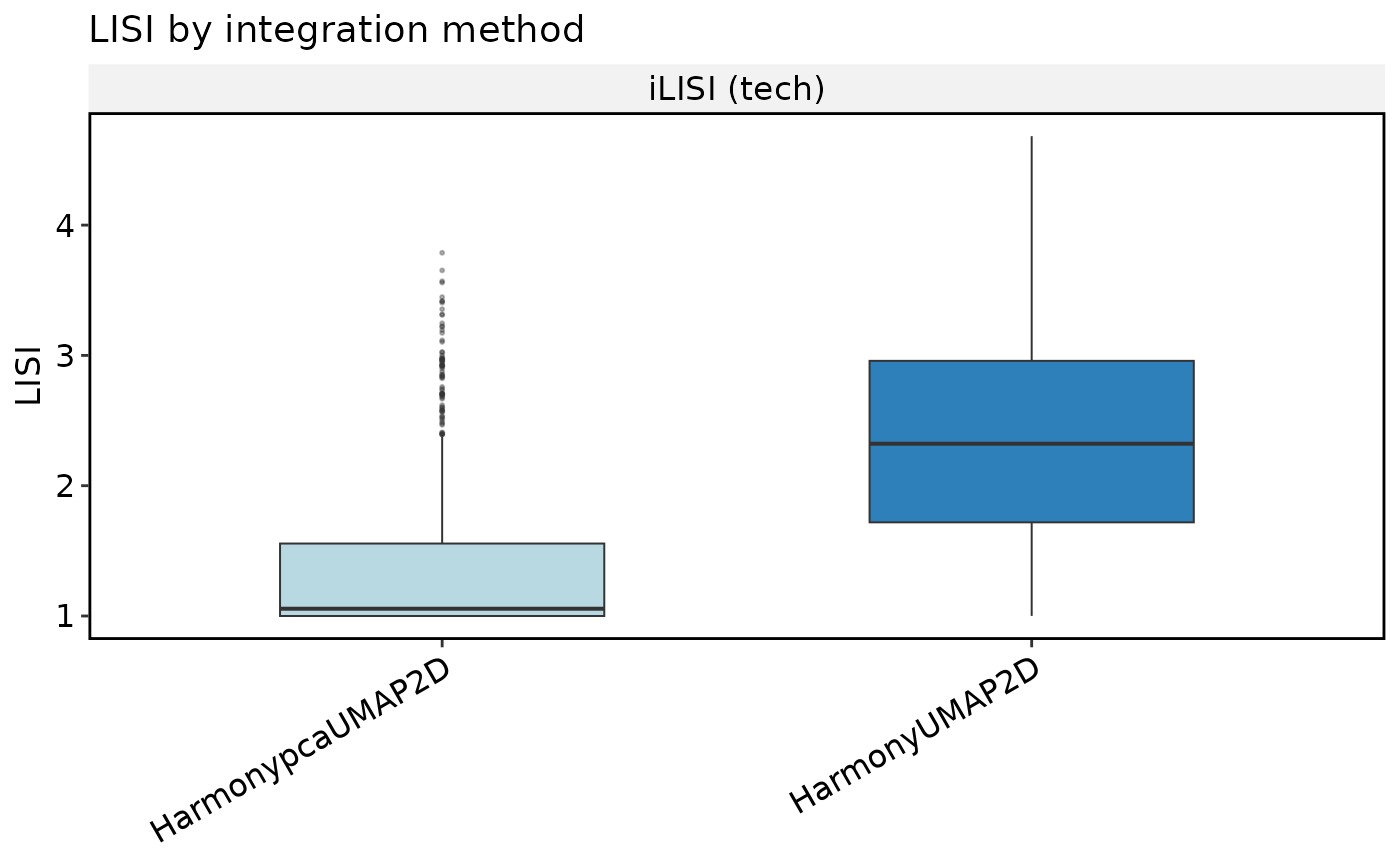 LISI by integration method
iLISI (tech)
LISI
4
3
2
1
HarmonypcaUMAP2D
HarmonyUMAP2D